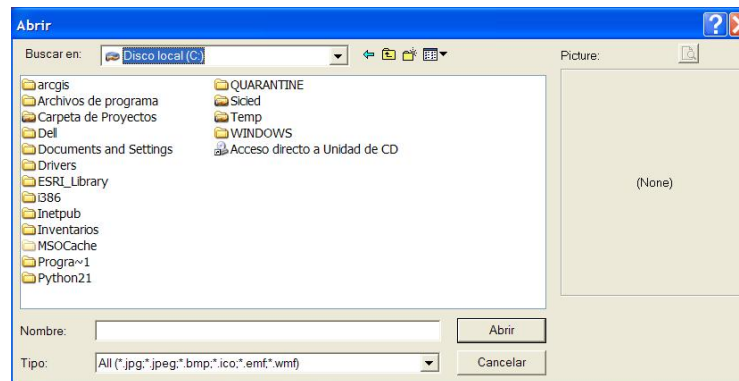 Abrir
Buscar en: Disco local (C:) Picture:
arcgis
Archivos de programa
Carpeta de Proyectos
Dell
Documents and Settings
Drivers
ESRI_Library
i386
Inetpub
Inventarios
MSOCache
Progra~1
Python21
QUARANTINE
Sicied
Temp
WINDOWS
Acceso directo a Unidad de CD
(None)
Nombre: Abrir
Tipo: All (*.jpg;*.jpeg;*.bmp;*.ico;*.emf;*.wmf) Cancelar